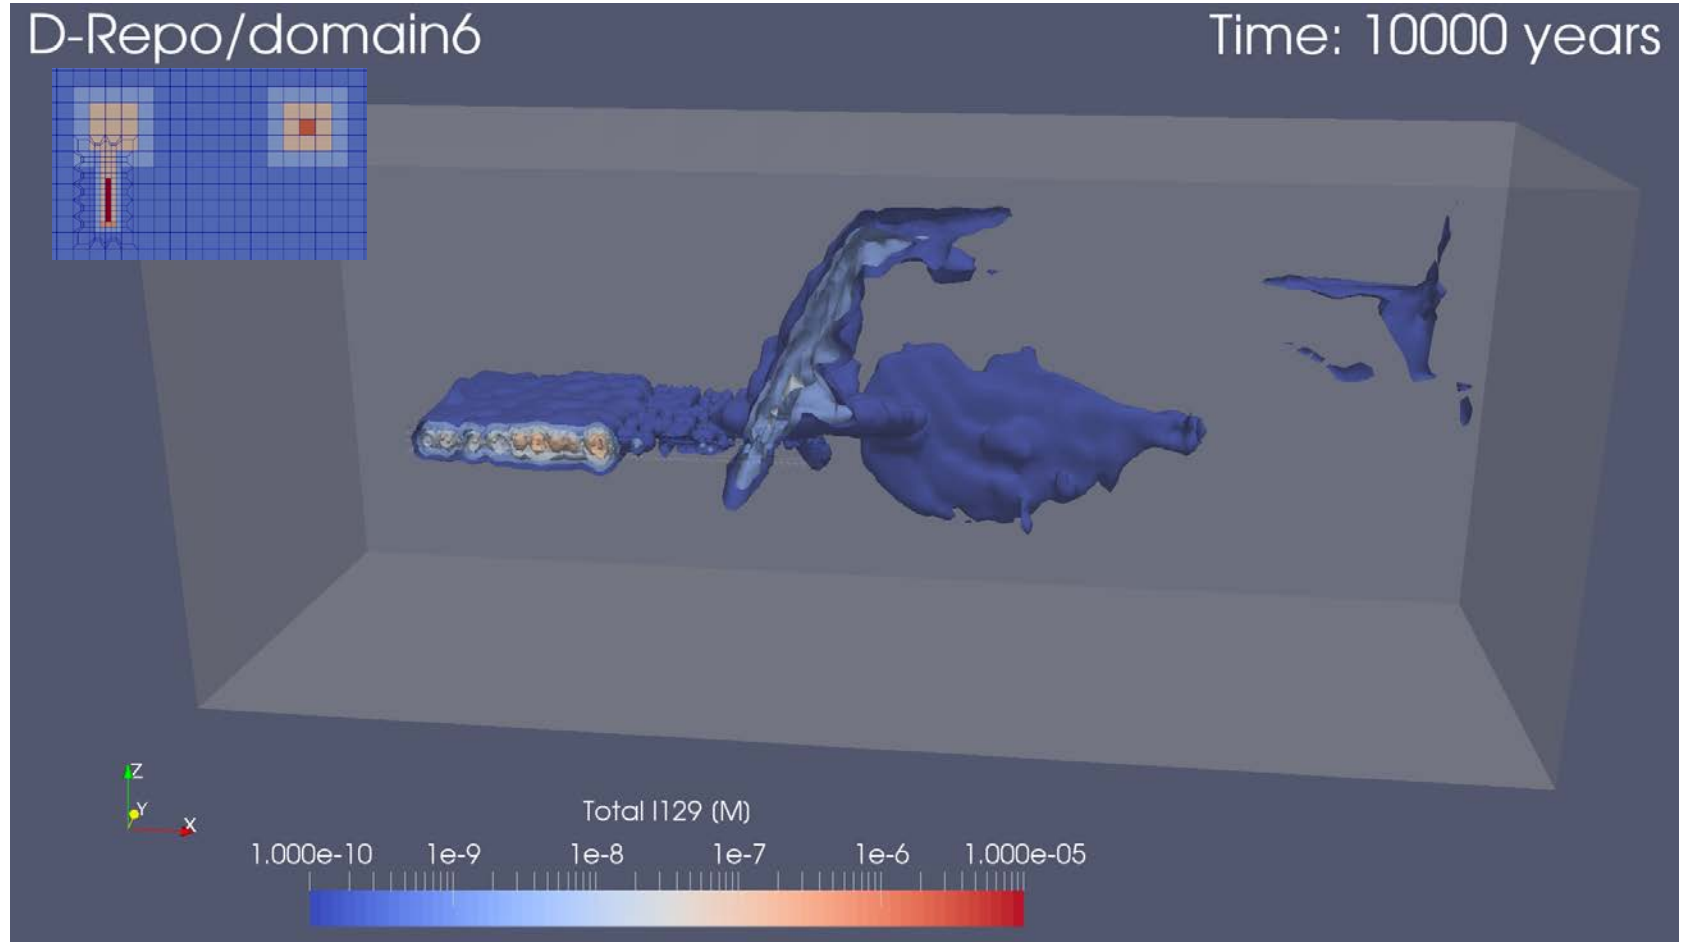 D-Repo/domain6
Time: 10000 years
Z
Y
X
Total I129 (M)
1.000e-10 1e-9 1e-8 1e-7 1e-6 1.000e-05